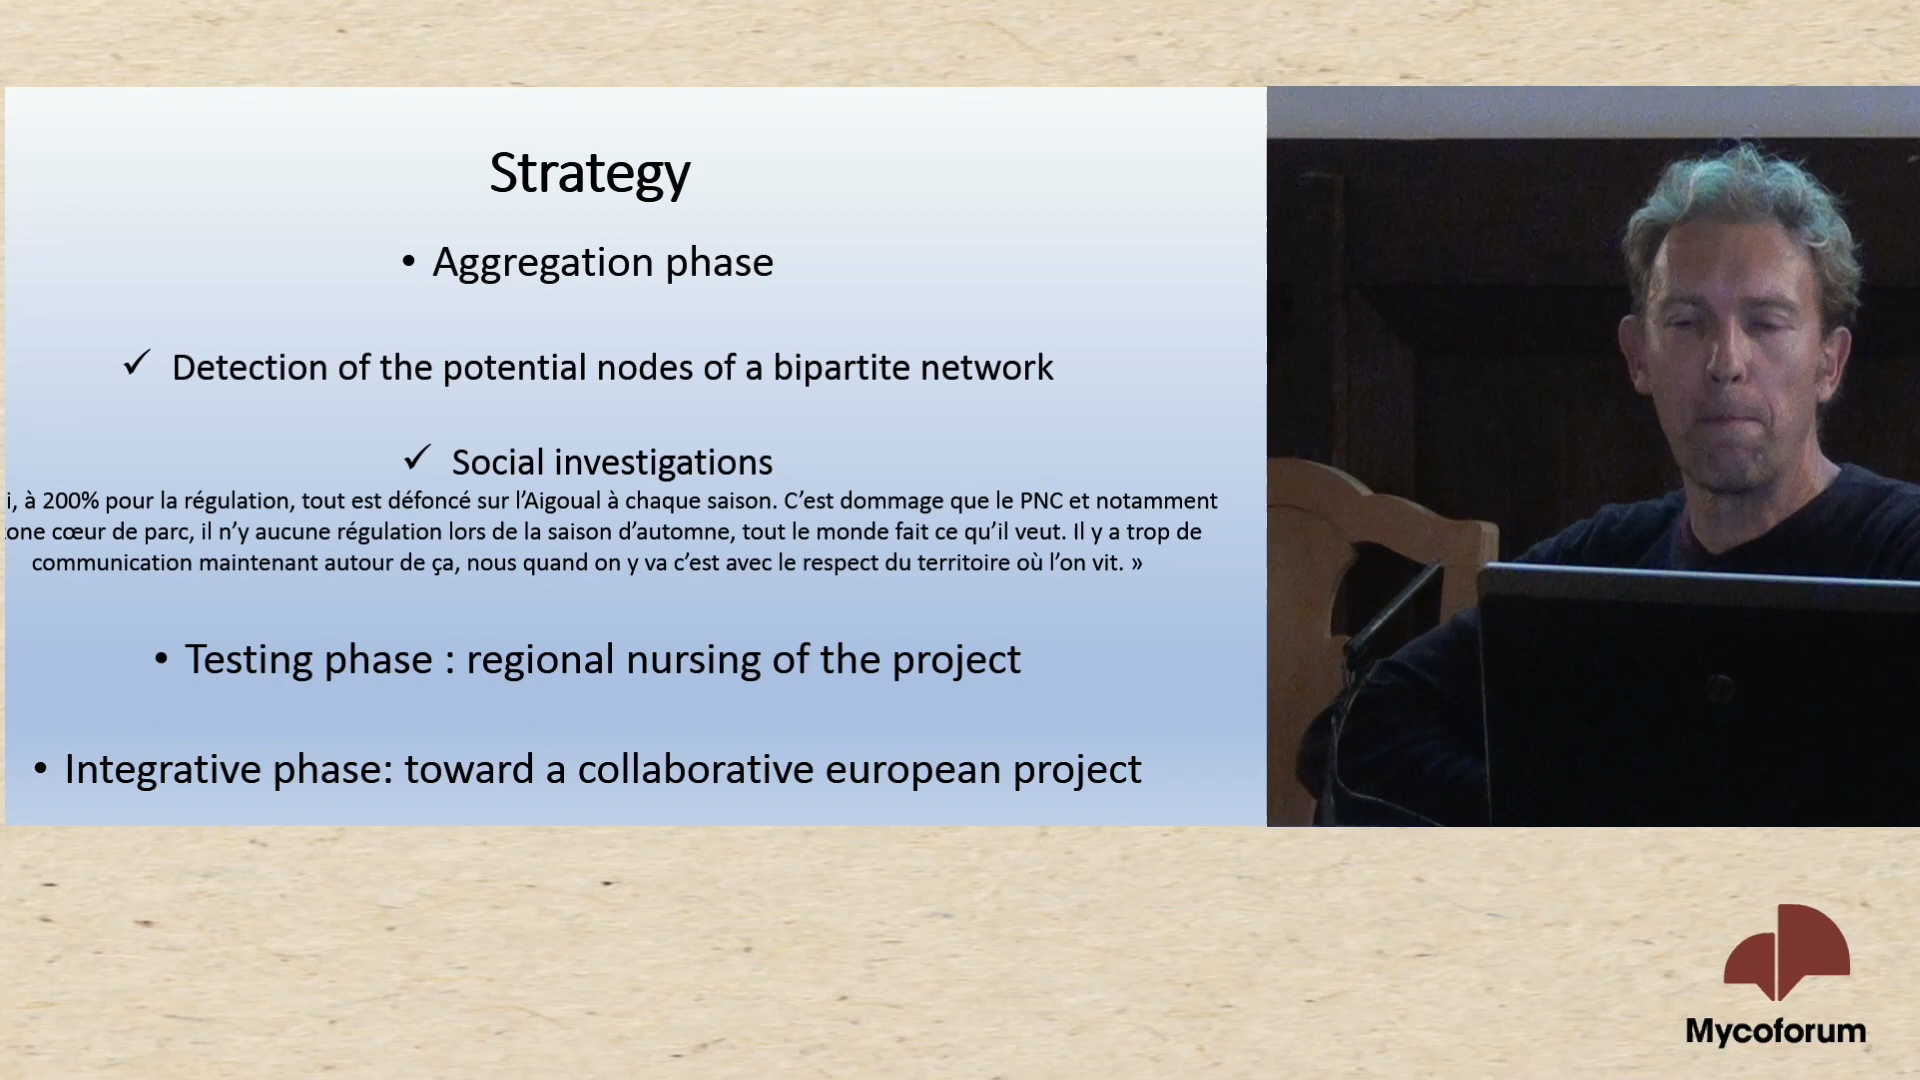 Strategy
• Aggregation phase
✓ Detection of the potential nodes of a bipartite network
✓ Social investigations
i, à 200% pour la régulation, tout est défoncé sur l’Aigoual à chaque saison. C’est dommage que le PNC et notamment
one cœur de parc, il n’y aucune régulation lors de la saison d’automne, tout le monde fait ce qu’il veut. Il y a trop de
communication maintenant autour de ça, nous quand on y va c’est avec le respect du territoire où l’on vit. »
• Testing phase : regional nursing of the project
• Integrative phase: toward a collaborative european project
Mycoforum